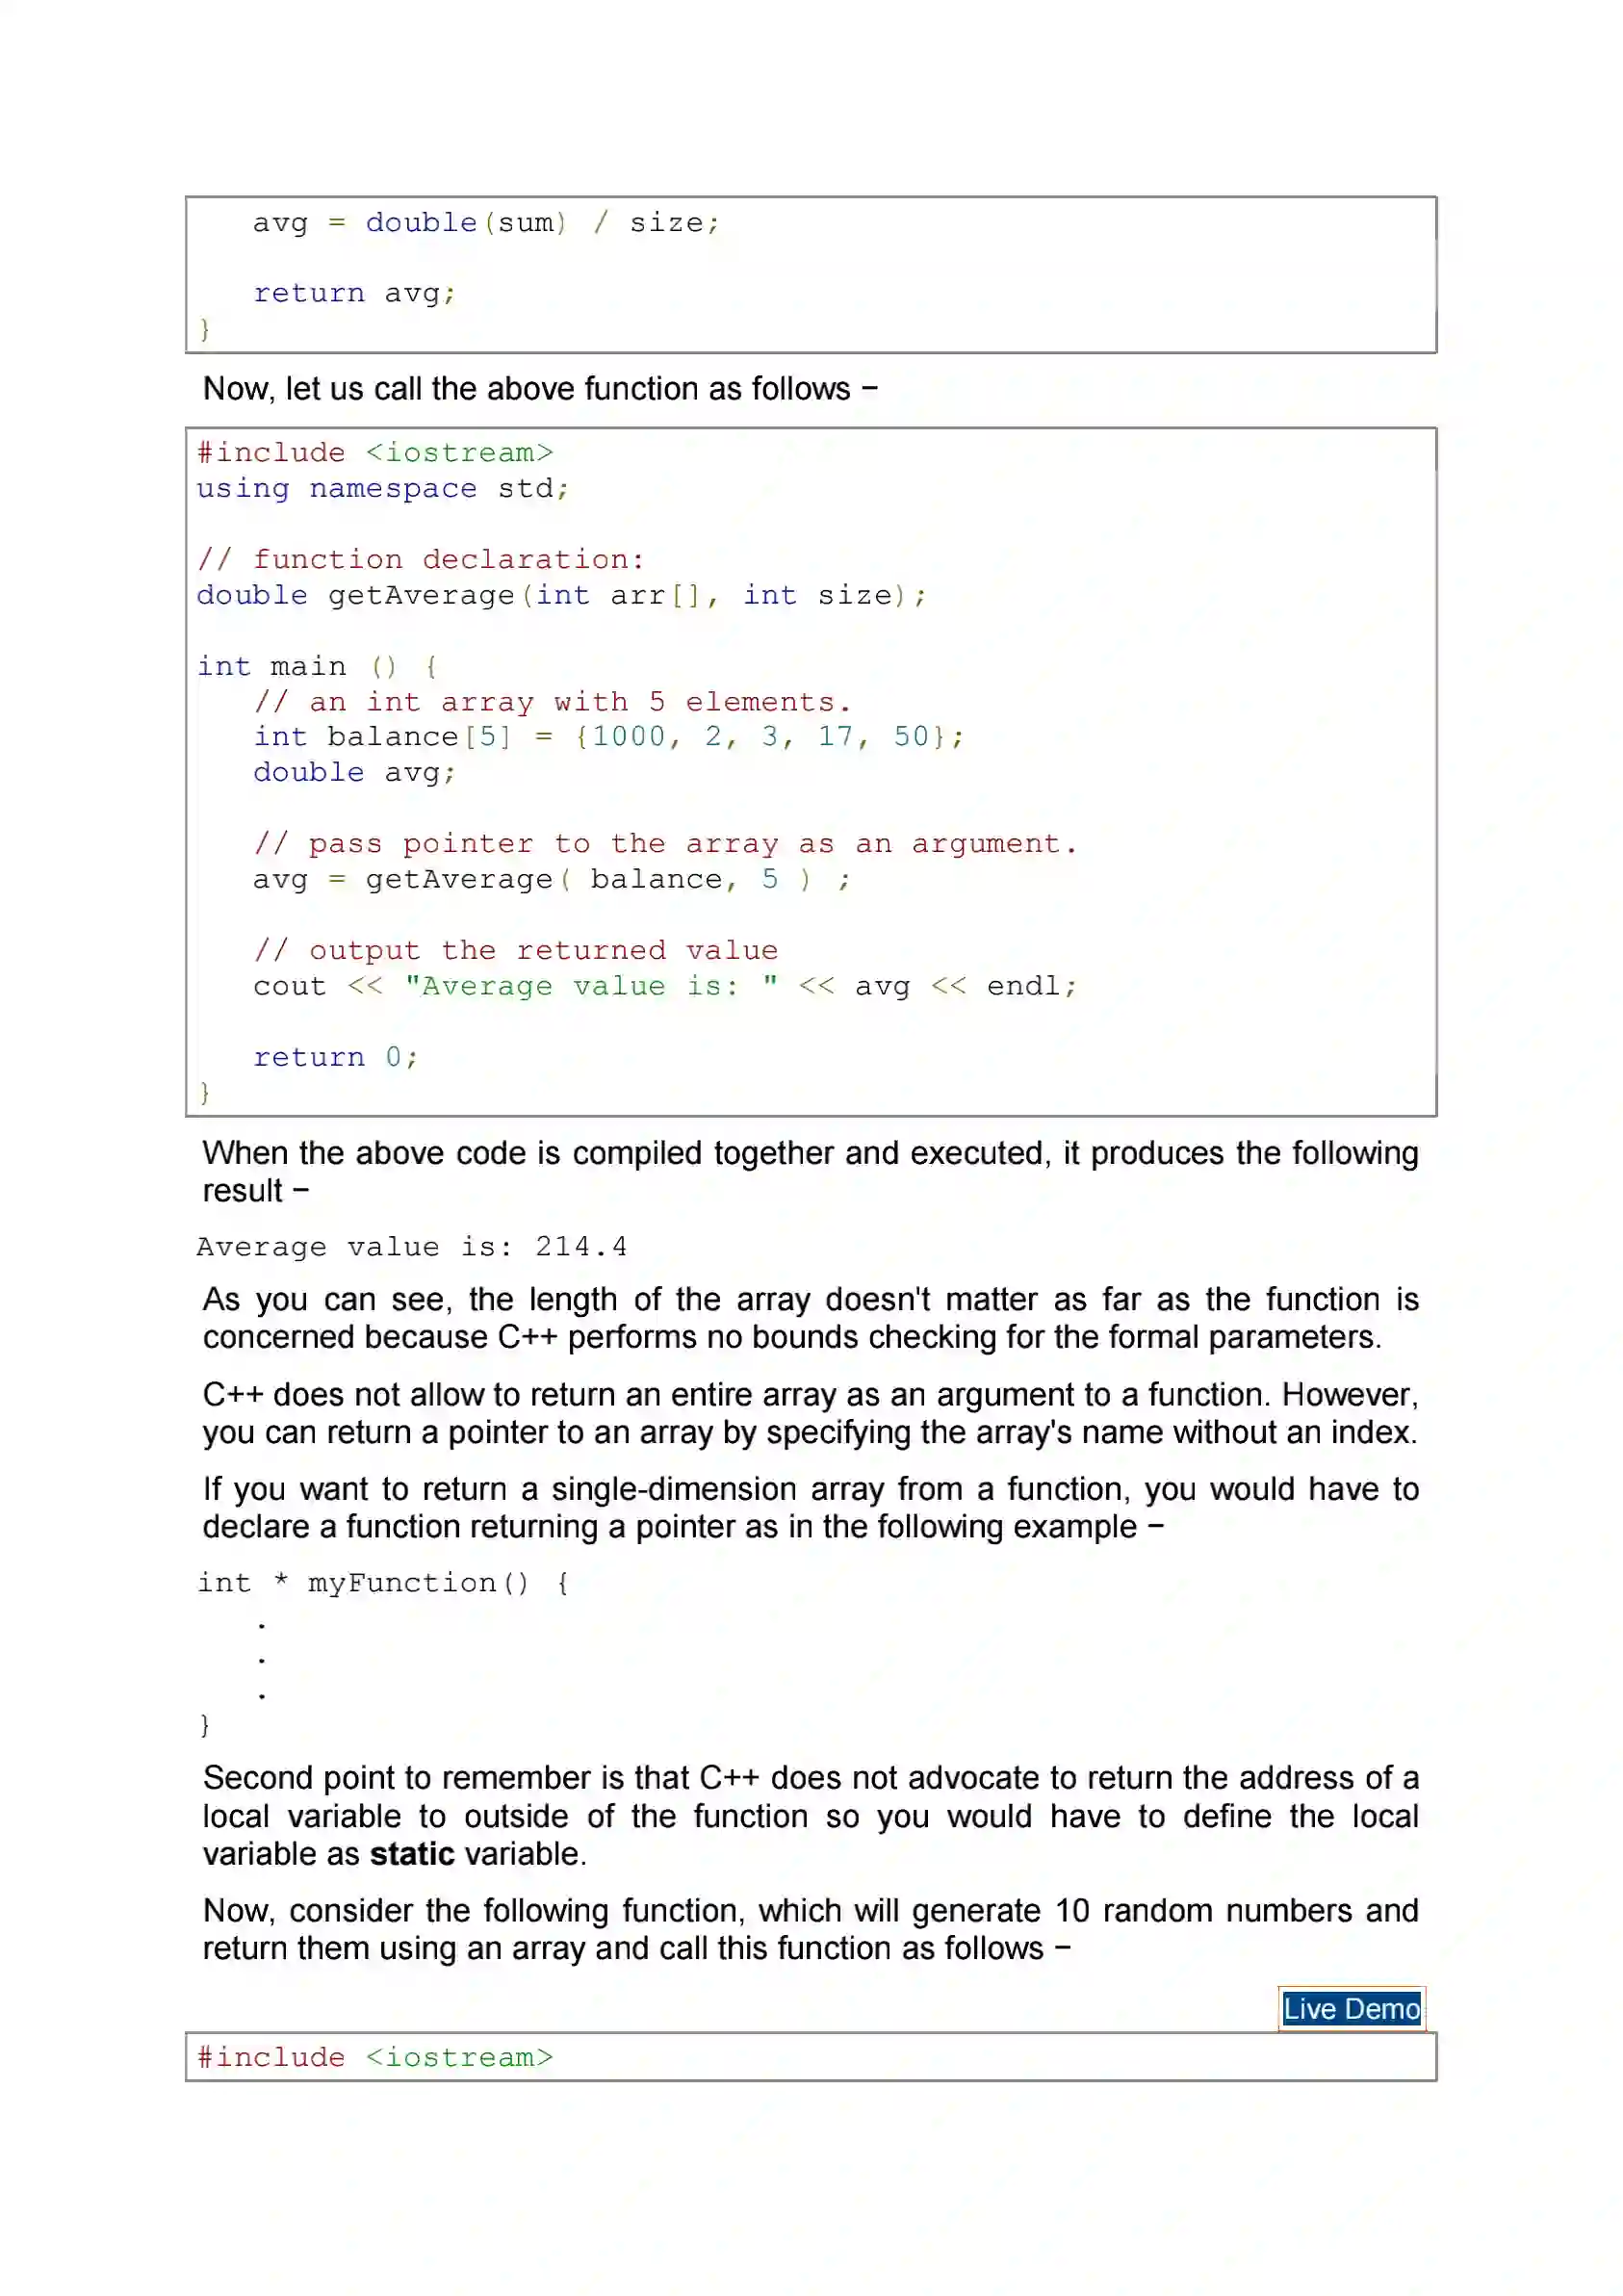 avg = double(sum) / size;

   return avg;
}
Now, let us call the above function as follows −
#include <iostream>
using namespace std;

// function declaration:
double getAverage(int arr[], int size);

int main () {
   // an int array with 5 elements.
   int balance[5] = {1000, 2, 3, 17, 50};
   double avg;

   // pass pointer to the array as an argument.
   avg = getAverage( balance, 5 ) ;

   // output the returned value
   cout << "Average value is: " << avg << endl;

   return 0;
}
When the above code is compiled together and executed, it produces the following
result −
Average value is: 214.4
As you can see, the length of the array doesn't matter as far as the function is
concerned because C++ performs no bounds checking for the formal parameters.
C++ does not allow to return an entire array as an argument to a function. However,
you can return a pointer to an array by specifying the array's name without an index.
If you want to return a single-dimension array from a function, you would have to
declare a function returning a pointer as in the following example −
int * myFunction() {
   .
   .
   .
}
Second point to remember is that C++ does not advocate to return the address of a
local variable to outside of the function so you would have to define the local
variable as static variable.
Now, consider the following function, which will generate 10 random numbers and
return them using an array and call this function as follows −
Live Demo
#include <iostream>